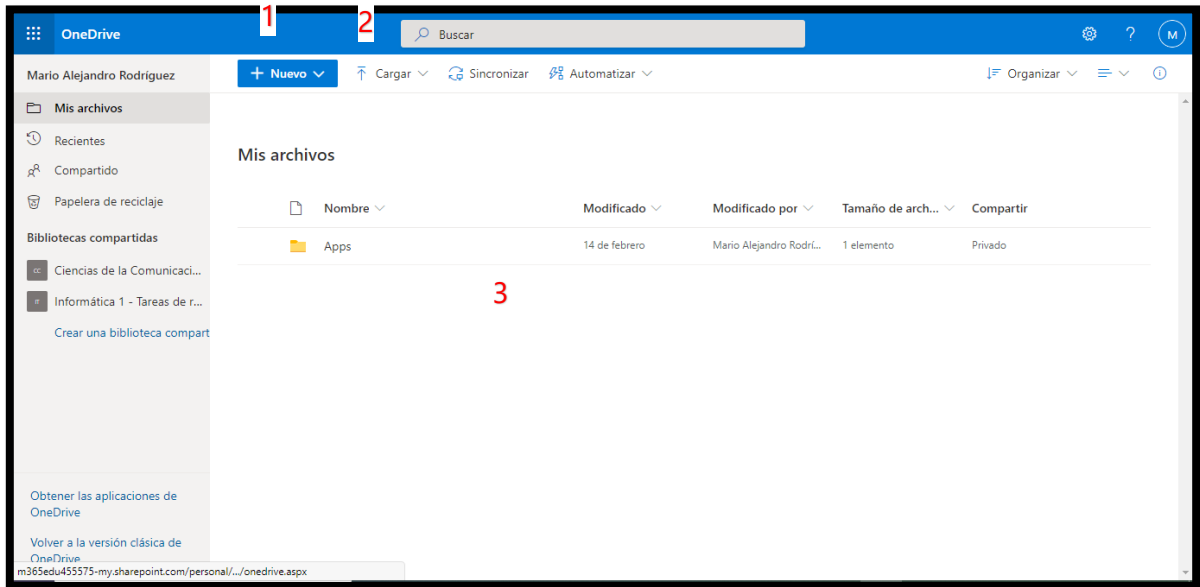 1
2
OneDrive
Buscar
?
M
Mario Alejandro Rodríguez
Nuevo
Cargar
Sincronizar
Automatizar
Organizar
Mis archivos
Recientes
Compartido
Papelera de reciclaje
Bibliotecas compartidas
CC
Ciencias de la Comunicaci...
Informática 1 - Tareas de r...
Crear una biblioteca compart
Obtener las aplicaciones de
OneDrive
Volver a la versión clásica de
OneDrive
m365edu455575-my.sharepoint.com/personal/.../onedrive.aspx
Mis archivos
Nombre
Modificado
Modificado por
Tamaño de arch...
Compartir
Apps
14 de febrero
Mario Alejandro Rodrí...
1 elemento
Privado
3